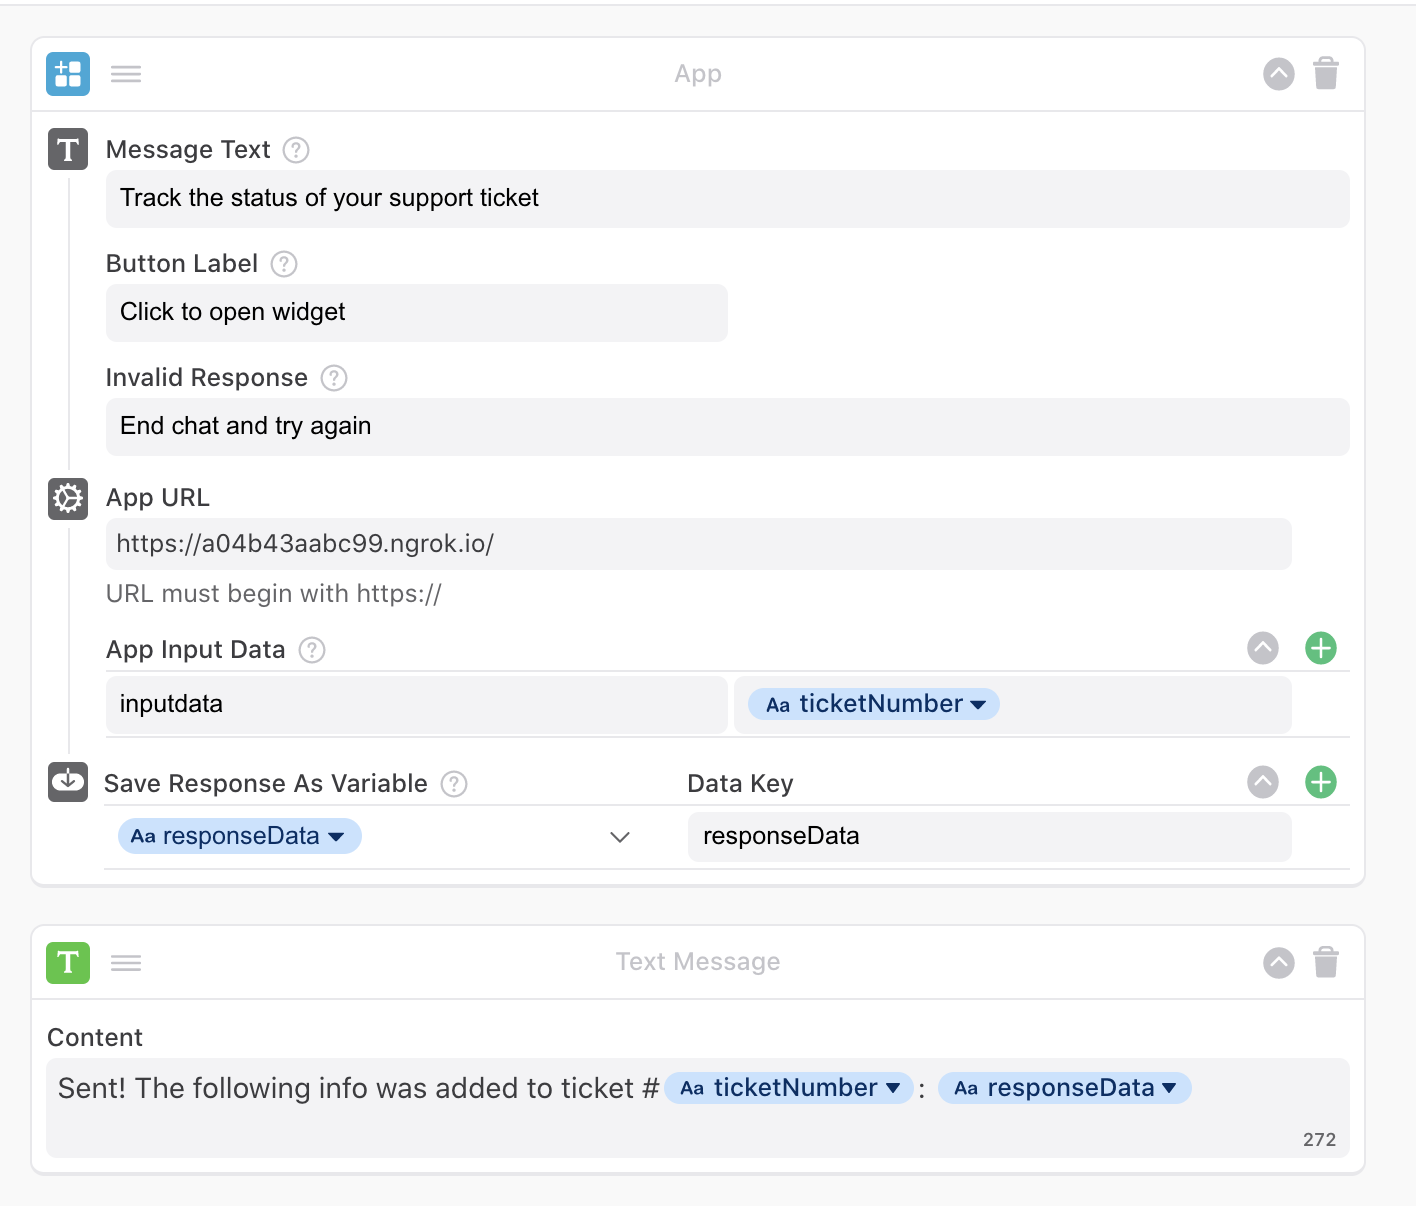 App
Message Text ?
Track the status of your support ticket
Button Label ?
Click to open widget
Invalid Response ?
End chat and try again
App URL
https://a04b43aabc99.ngrok.io/
URL must begin with https://
App Input Data ?
inputdata Aa ticketNumber
Save Response As Variable ? Data Key
Aa responseData responseData
T Text Message
Content
Sent! The following info was added to ticket # Aa ticketNumber : Aa responseData
272